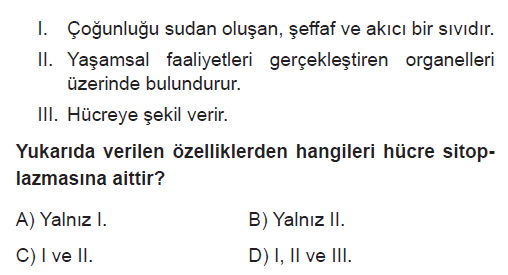 I. Çoğunluğu sudan oluşan, şeffaf ve akıcı bir sıvıdır.
II. Yaşamsal faaliyetleri gerçekleştiren organelleri
üzerinde bulundurur.
III. Hücreye şekil verir.
Yukarıda verilen özelliklerden hangileri hücre sitop-
lazmasına aittir?
A) Yalnız I. B) Yalnız II.
C) I ve II. D) I, II ve III.